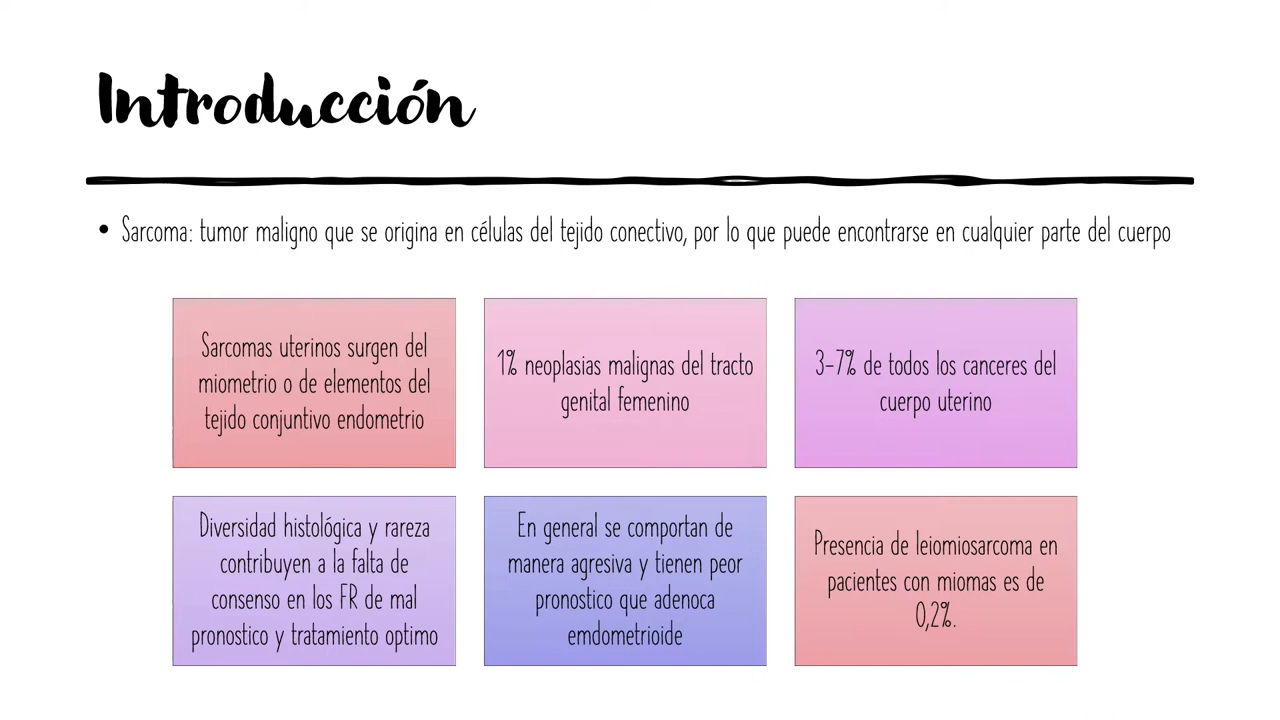 Introducción
• Sarcoma: tumor maligno que se origina en células del tejido conectivo, por lo que puede encontrarse en cualquier parte del cuerpo
Sarcomas uterinos surgen del
miometrio o de elementos del
tejido conjuntivo endometrio
1% neoplasias malignas del tracto
genital femenino
3-7% de todos los canceres del
cuerpo uterino
Diversidad histológica y rareza
contribuyen a la falta de
consenso en los FR de mal
pronostico y tratamiento optimo
En general se comportan de
manera agresiva y tienen peor
pronostico que adenoca
emdometrioide
Presencia de leiomiosarcoma en
pacientes con miomas es de
0,2%.